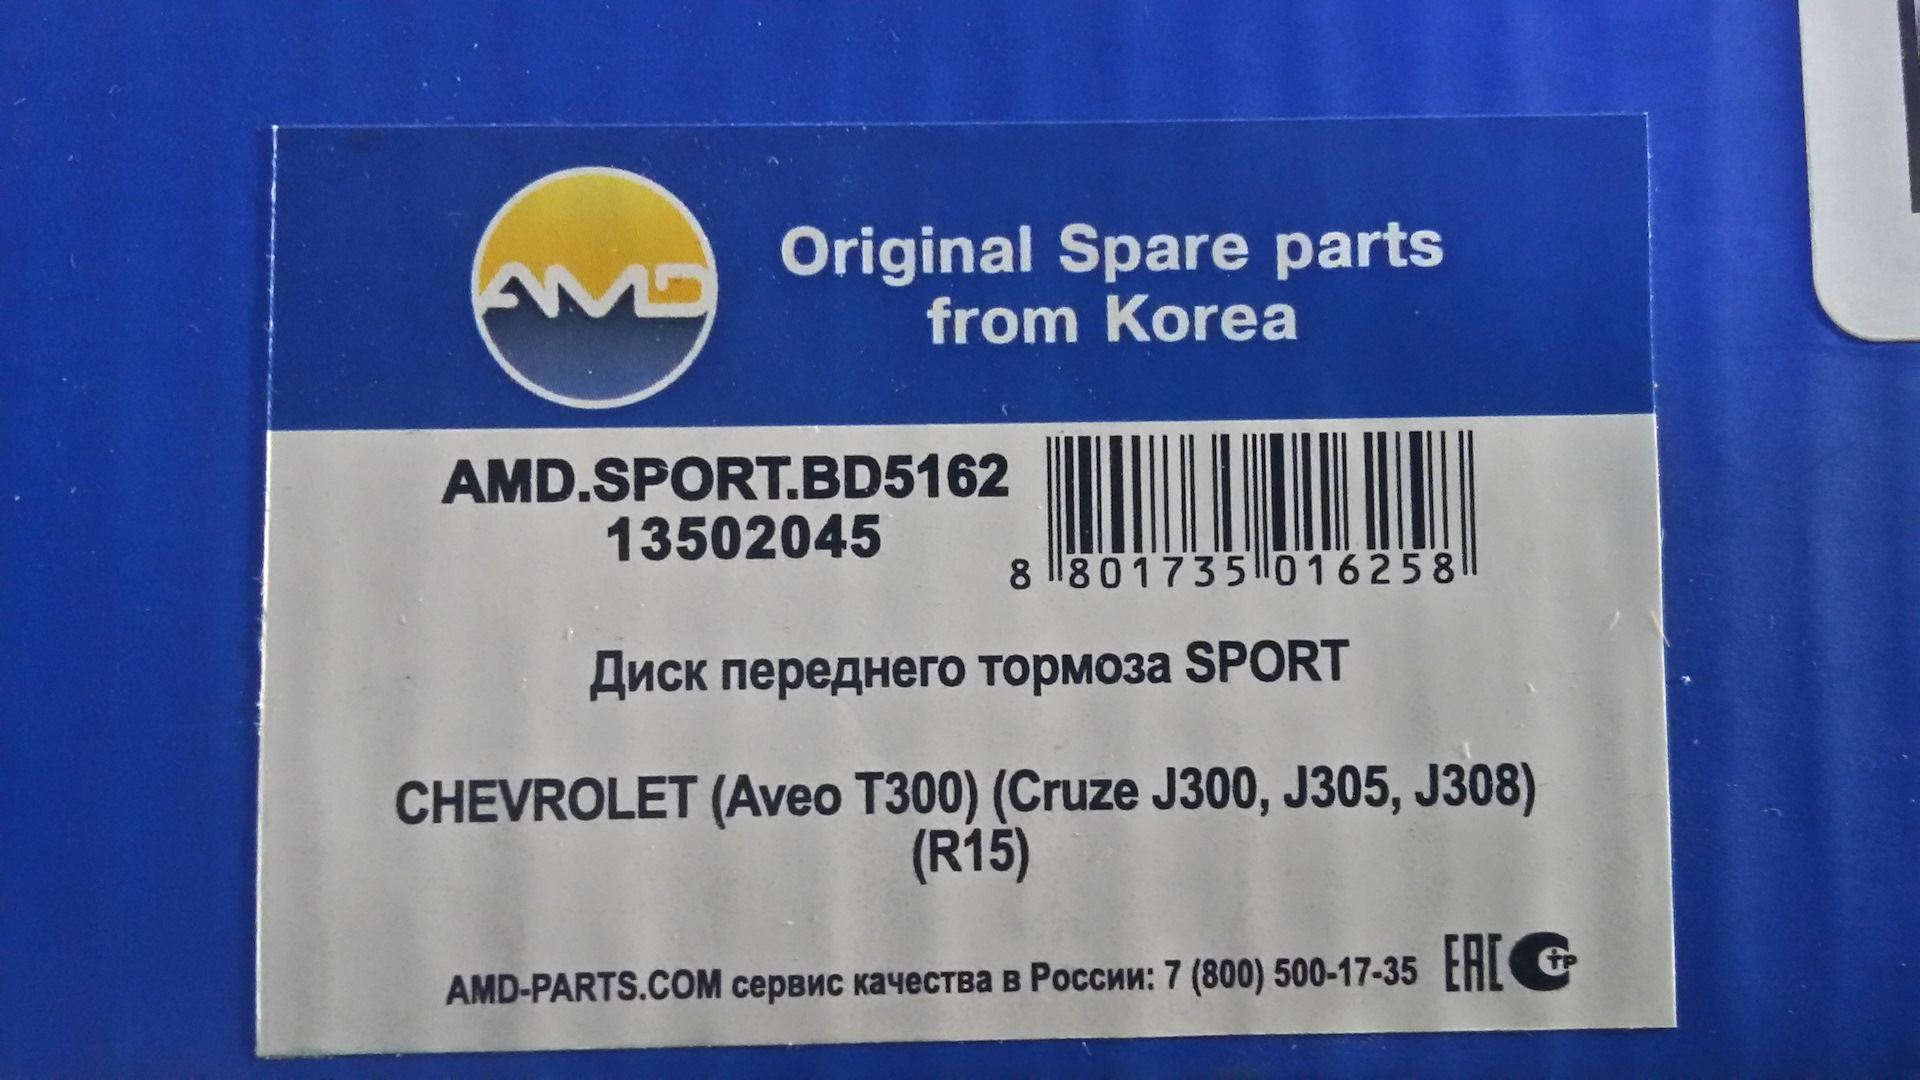 AMD
Original Spare parts
from Korea
AMD.SPORT.BD5162
13502045
8 801735 016258
Диск переднего тормоза SPORT
CHEVROLET (Aveo T300) (Cruze J300, J305, J308)
(R15)
AMD-PARTS.COM сервис качества в России: 7 (800) 500-17-35 EAC СТР